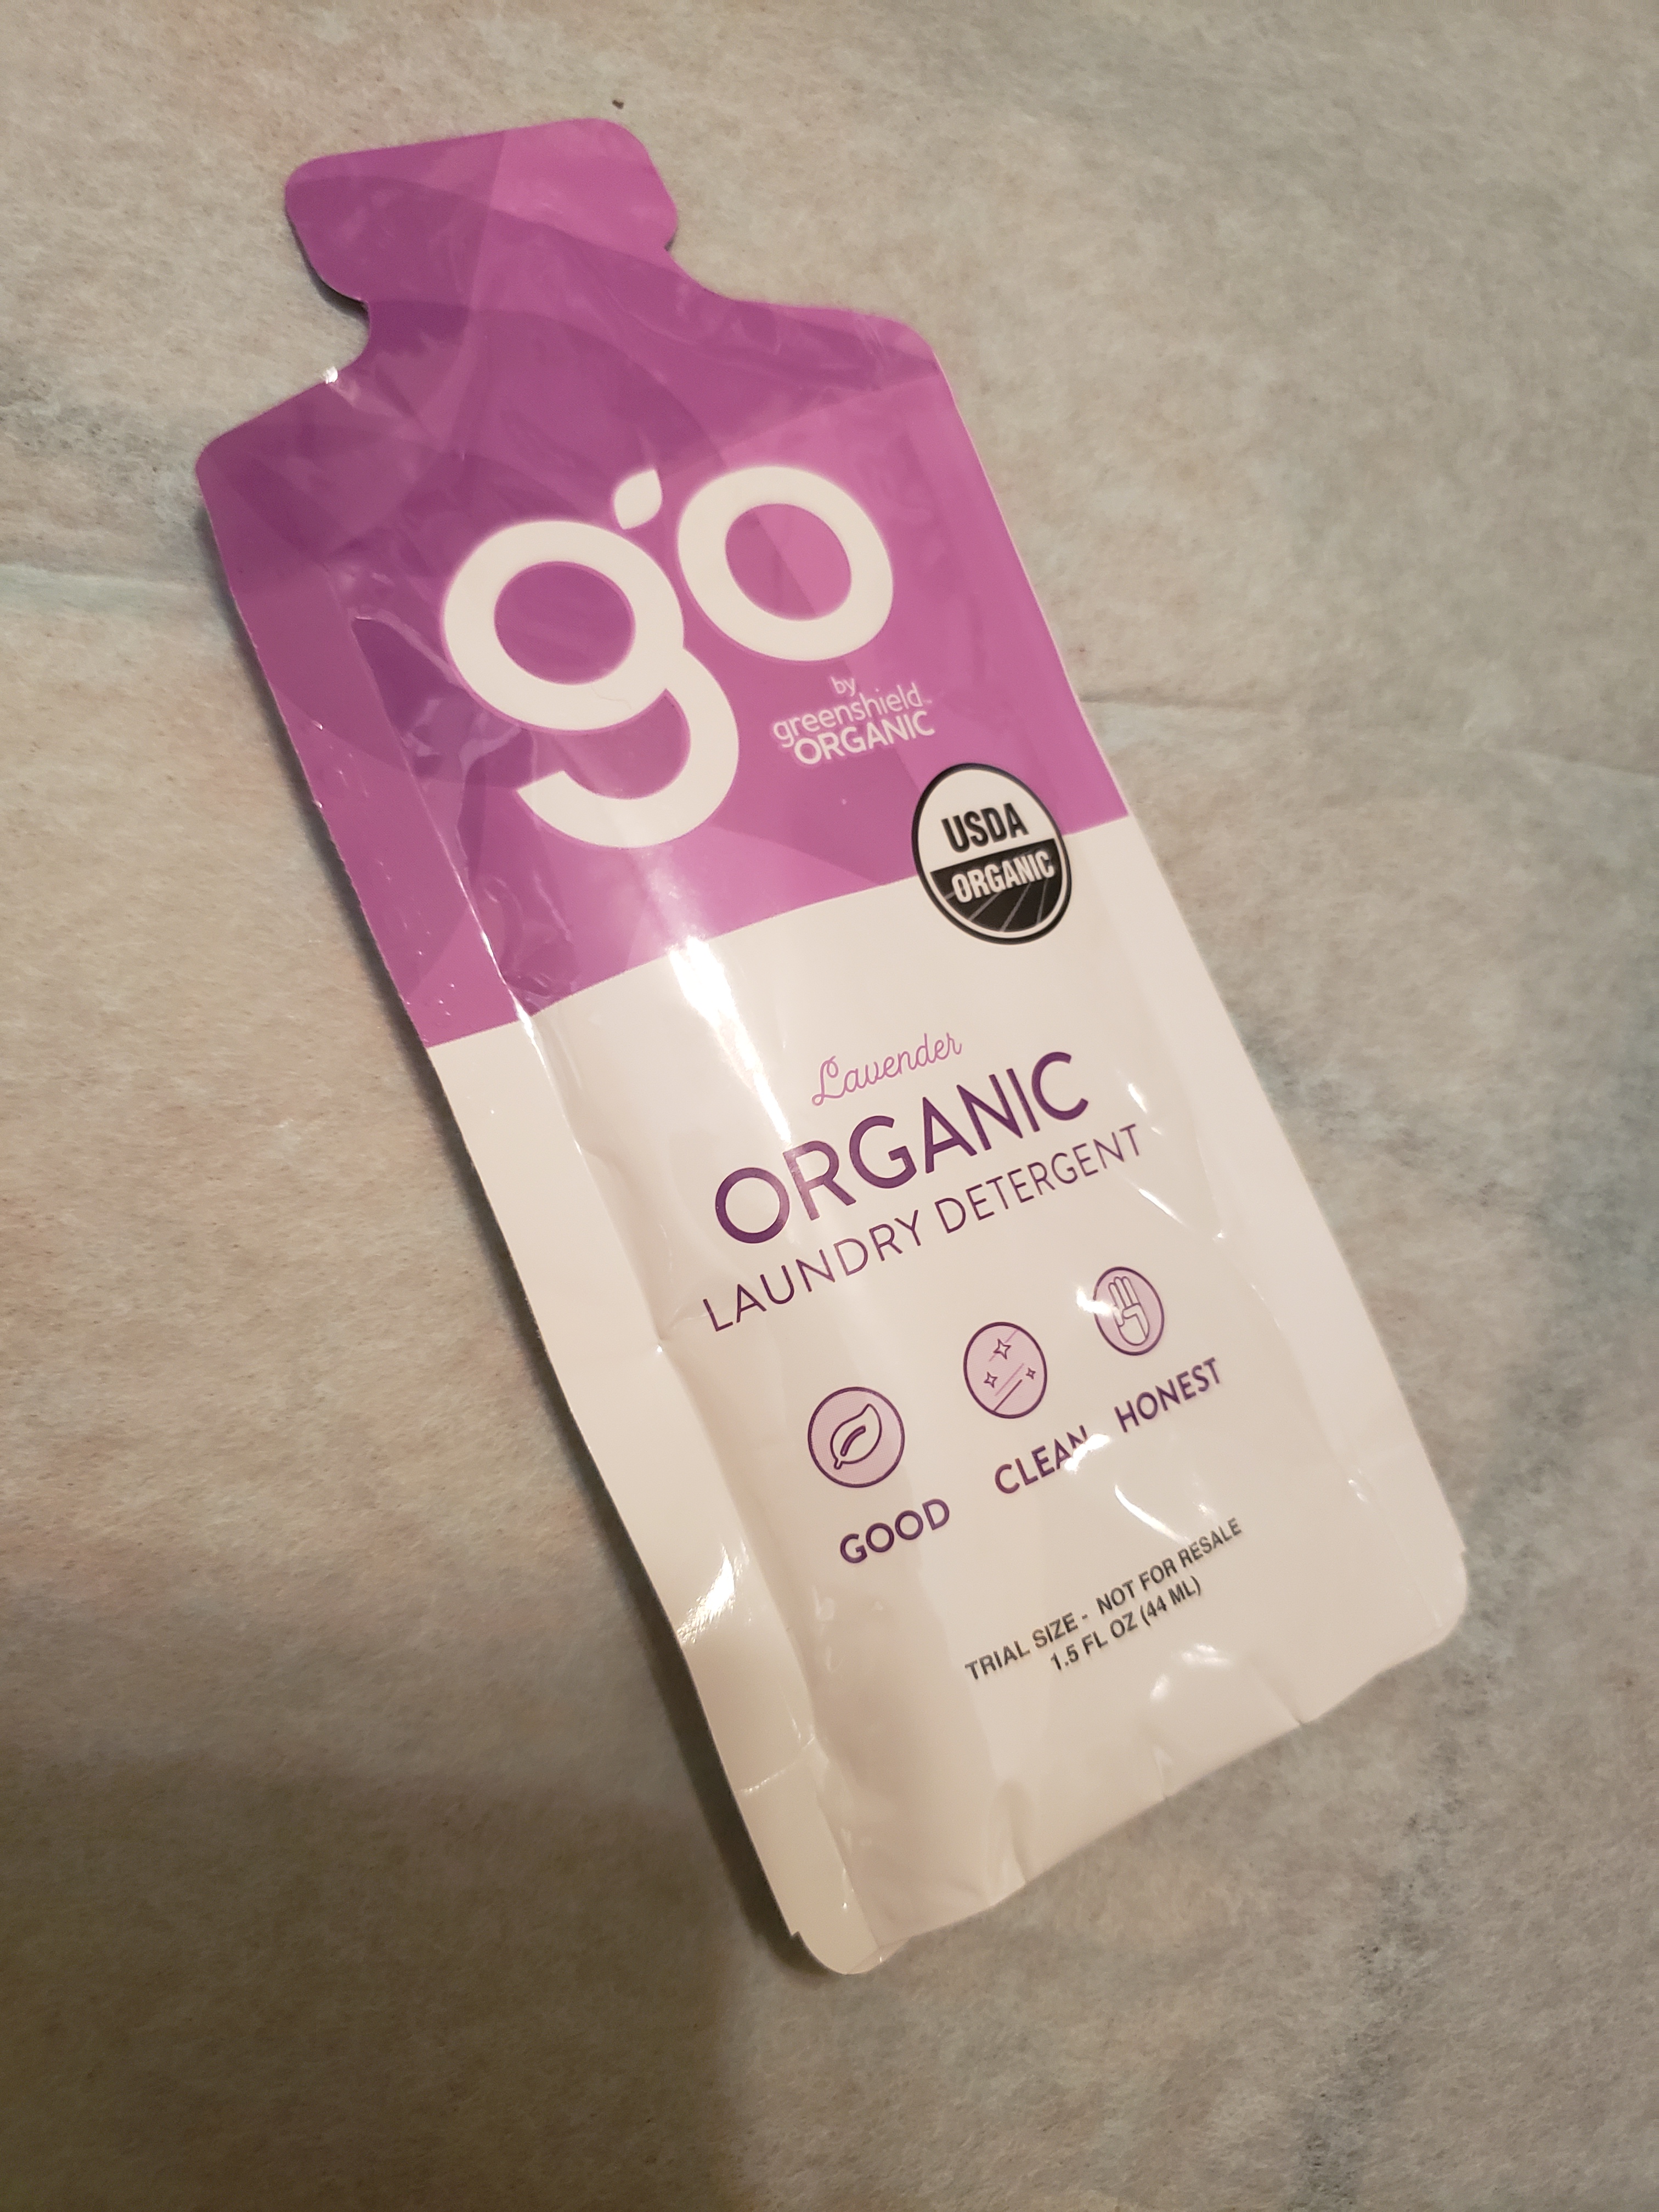 go
by
greenshield™
ORGANIC
USDA
ORGANIC
Lavender
ORGANIC
LAUNDRY DETERGENT
GOOD CLEAN HONEST
TRIAL SIZE - NOT FOR RESALE
1.5 FL OZ (44 ML)